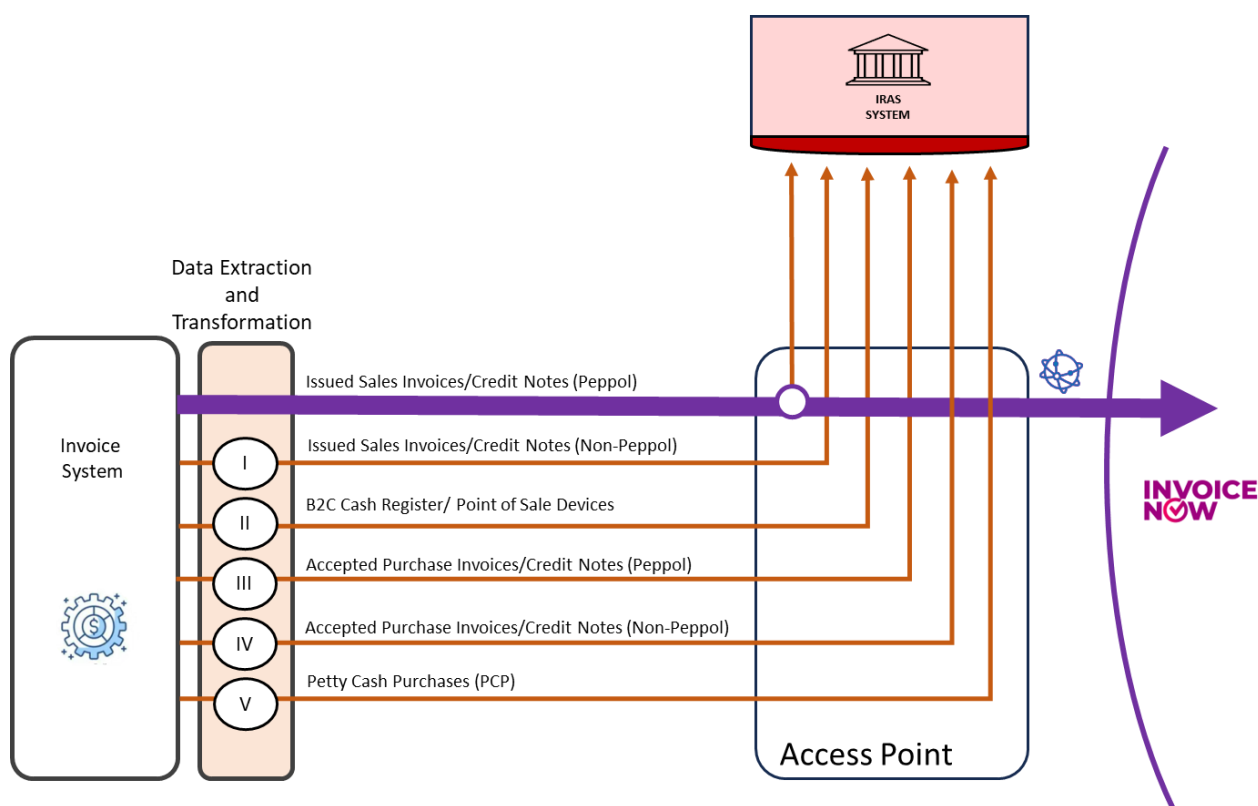 IRAS
SYSTEM
Data Extraction
and
Transformation
Issued Sales Invoices/Credit Notes (Peppol)
Invoice
System
I
Issued Sales Invoices/Credit Notes (Non-Peppol)
II
B2C Cash Register/ Point of Sale Devices
III
Accepted Purchase Invoices/Credit Notes (Peppol)
IV
Accepted Purchase Invoices/Credit Notes (Non-Peppol)
V
Petty Cash Purchases (PCP)
Access Point
INVOICE
NOW